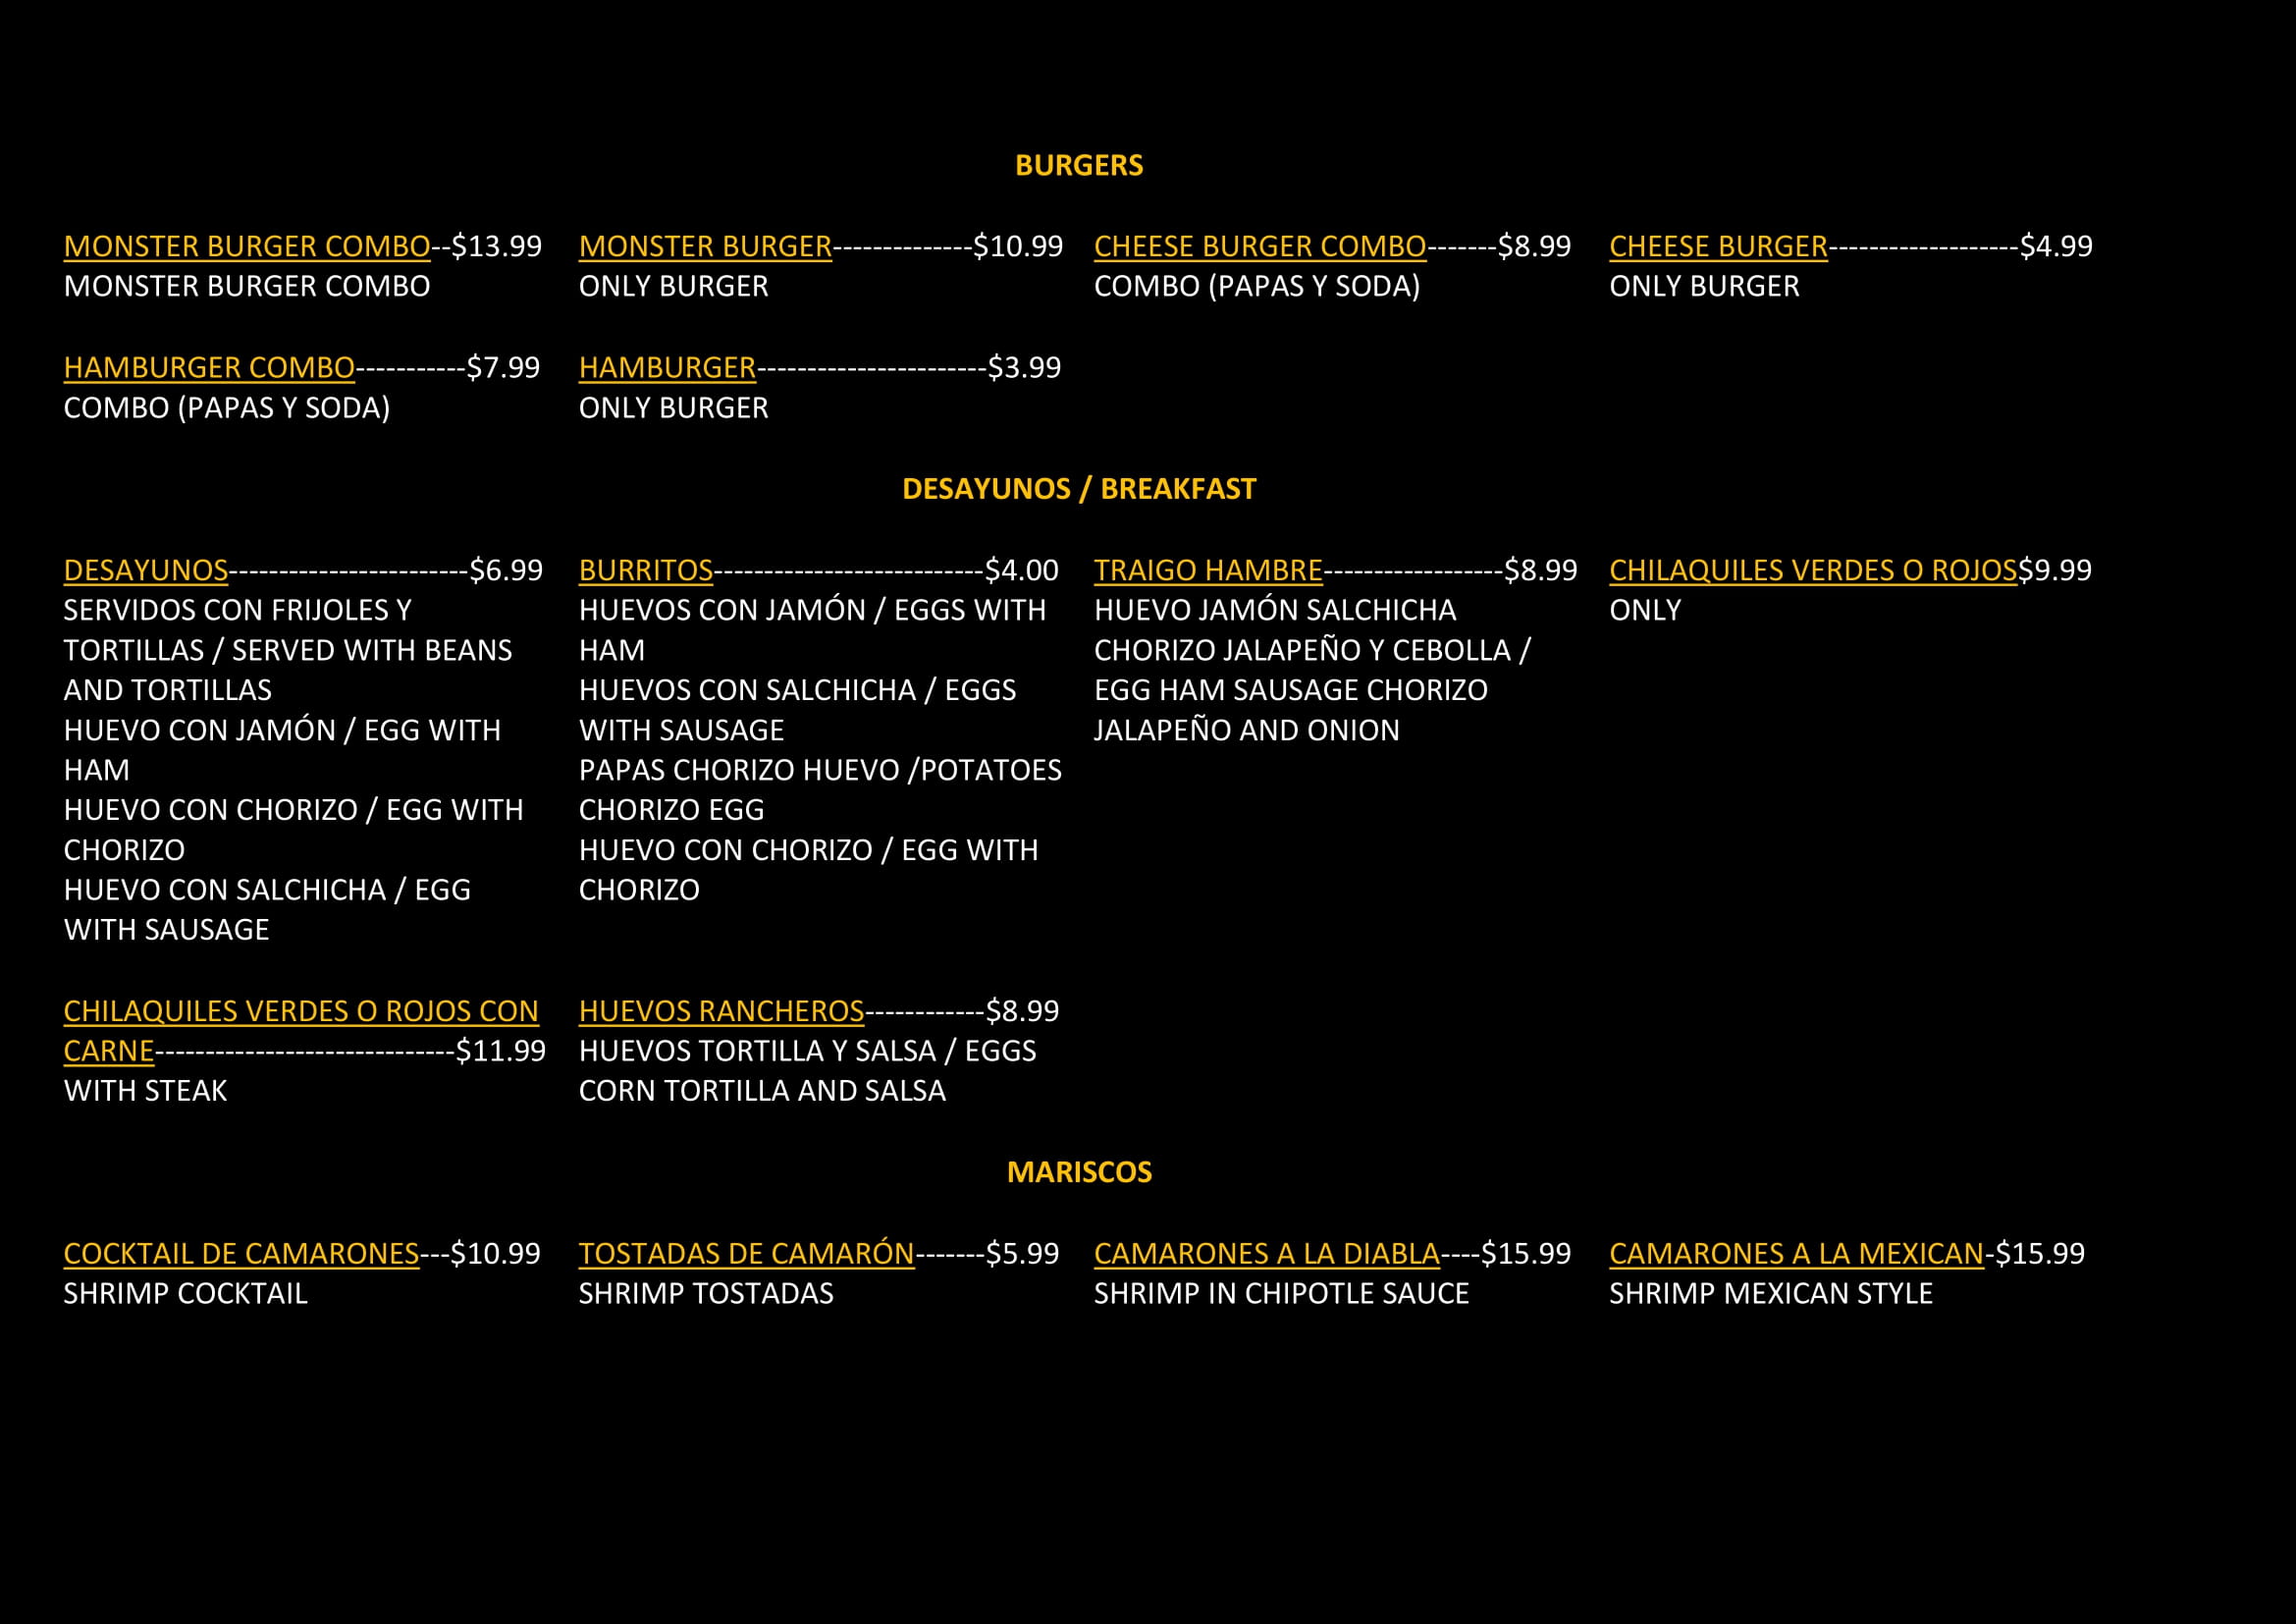 BURGERS
MONSTER BURGER COMBO--$13.99
MONSTER BURGER COMBO
MONSTER BURGER--------------$10.99
ONLY BURGER
CHEESE BURGER COMBO-------$8.99
COMBO (PAPAS Y SODA)
CHEESE BURGER-------------------$4.99
ONLY BURGER
HAMBURGER COMBO-----------$7.99
COMBO (PAPAS Y SODA)
HAMBURGER-----------------------$3.99
ONLY BURGER
DESAYUNOS / BREAKFAST
DESAYUNOS------------------------$6.99
SERVIDOS CON FRIJOLES Y
TORTILLAS / SERVED WITH BEANS
AND TORTILLAS
HUEVO CON JAMÓN / EGG WITH
HAM
HUEVO CON CHORIZO / EGG WITH
CHORIZO
HUEVO CON SALCHICHA / EGG
WITH SAUSAGE
BURRITOS---------------------------$4.00
HUEVOS CON JAMÓN / EGGS WITH
HAM
HUEVOS CON SALCHICHA / EGGS
WITH SAUSAGE
PAPAS CHORIZO HUEVO /POTATOES
CHORIZO EGG
HUEVO CON CHORIZO / EGG WITH
CHORIZO
TRAIGO HAMBRE------------------$8.99
HUEVO JAMÓN SALCHICHA
CHORIZO JALAPEÑO Y CEBOLLA /
EGG HAM SAUSAGE CHORIZO
JALAPEÑO AND ONION
CHILAQUILES VERDES O ROJOS$9.99
ONLY
CHILAQUILES VERDES O ROJOS CON
CARNE------------------------------$11.99
WITH STEAK
HUEVOS RANCHEROS------------$8.99
HUEVOS TORTILLA Y SALSA / EGGS
CORN TORTILLA AND SALSA
MARISCOS
COCKTAIL DE CAMARONES---$10.99
SHRIMP COCKTAIL
TOSTADAS DE CAMARÓN-------$5.99
SHRIMP TOSTADAS
CAMARONES A LA DIABLA----$15.99
SHRIMP IN CHIPOTLE SAUCE
CAMARONES A LA MEXICAN-$15.99
SHRIMP MEXICAN STYLE